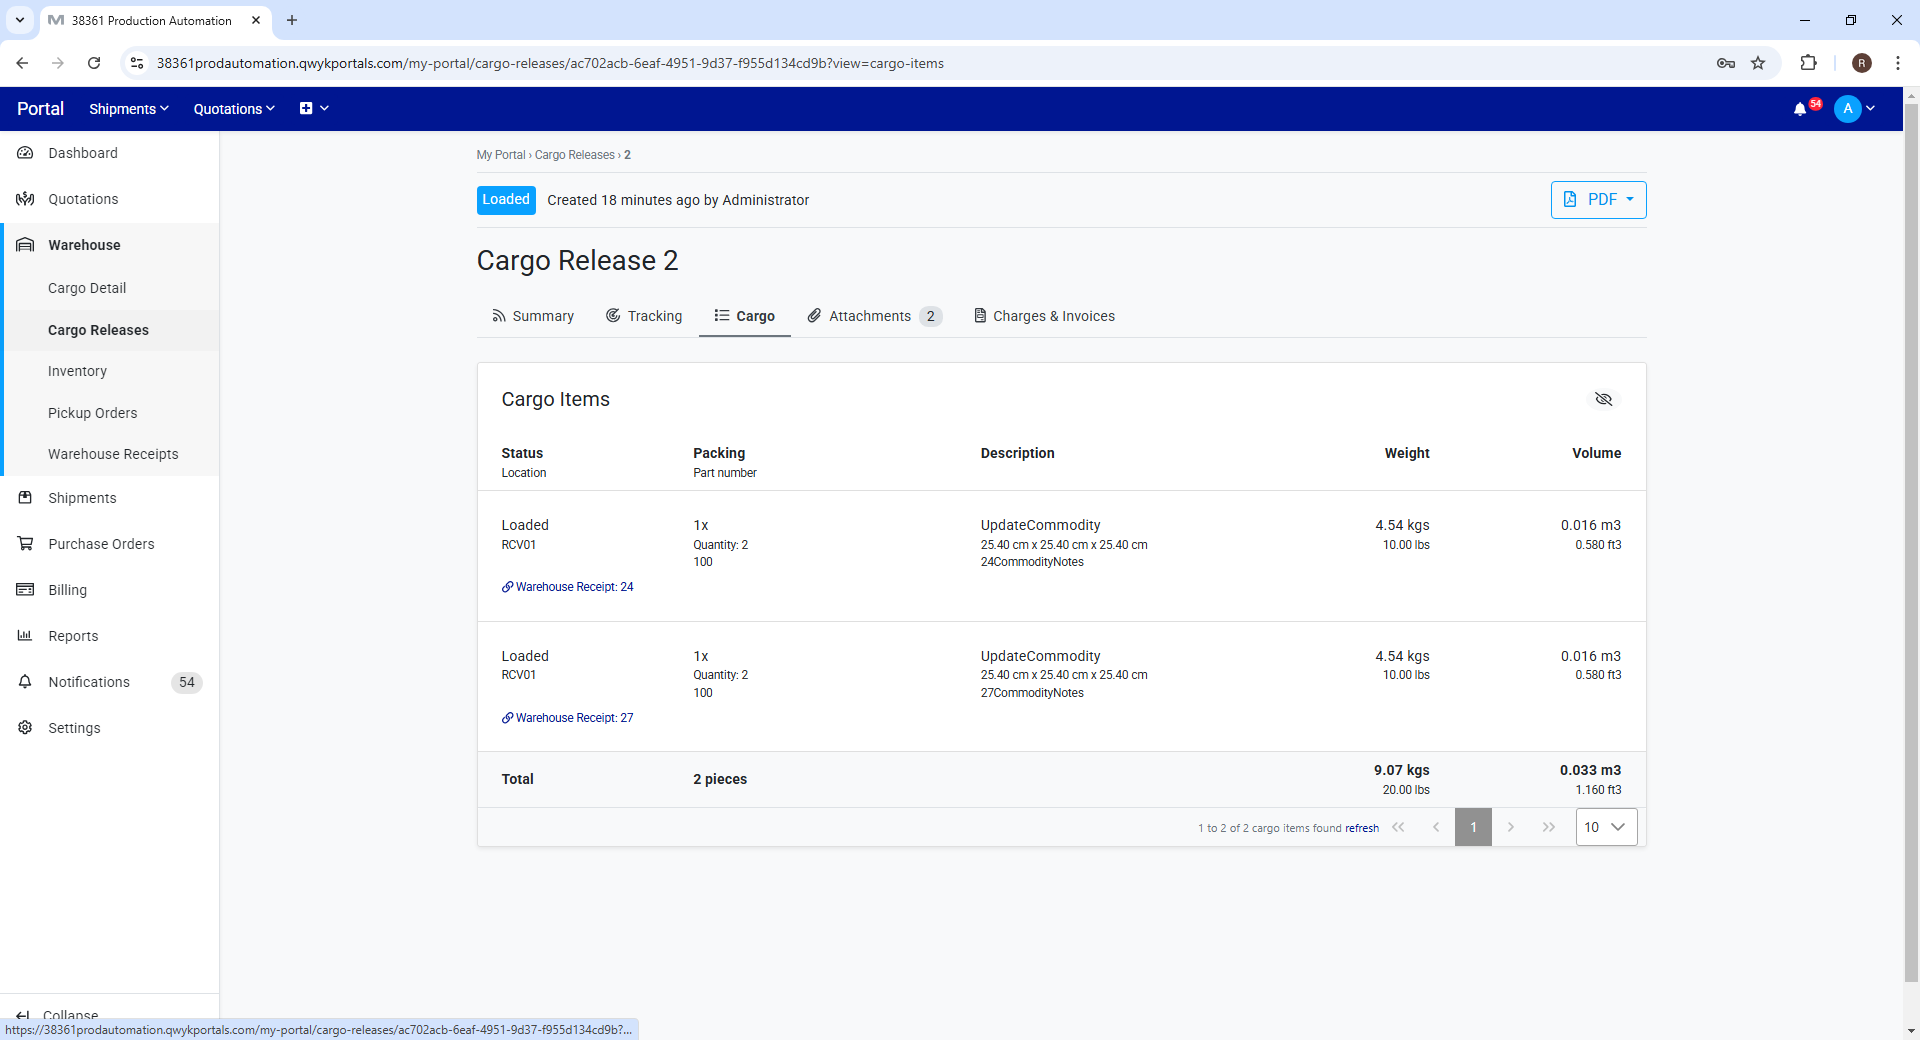 38361 Production Automation
38361prodautomation.qwykportals.com/my-portal/cargo-releases/ac702acb-6eaf-4951-9d37-f955d134cd9b?view=cargo-items
R
Portal
Shipments
Quotations
54
A
Dashboard
Quotations
Warehouse
Cargo Detail
Cargo Releases
Inventory
Pickup Orders
Warehouse Receipts
Shipments
Purchase Orders
Billing
Reports
Notifications 54
Settings
Collapse
My Portal › Cargo Releases › 2
Loaded Created 18 minutes ago by Administrator
PDF
Cargo Release 2
Summary Tracking Cargo Attachments 2 Charges & Invoices
Cargo Items
Status Packing Description Weight Volume
Location Part number
Loaded 1x UpdateCommodity 4.54 kgs 0.016 m3
RCV01 Quantity: 2 25.40 cm x 25.40 cm x 25.40 cm 10.00 lbs 0.580 ft3
100 24CommodityNotes
Warehouse Receipt: 24
Loaded 1x UpdateCommodity 4.54 kgs 0.016 m3
RCV01 Quantity: 2 25.40 cm x 25.40 cm x 25.40 cm 10.00 lbs 0.580 ft3
100 27CommodityNotes
Warehouse Receipt: 27
Total 2 pieces 9.07 kgs 0.033 m3
20.00 lbs 1.160 ft3
1 to 2 of 2 cargo items found refresh 1 10
https://38361prodautomation.qwykportals.com/my-portal/cargo-releases/ac702acb-6eaf-4951-9d37-f955d134cd9b?...